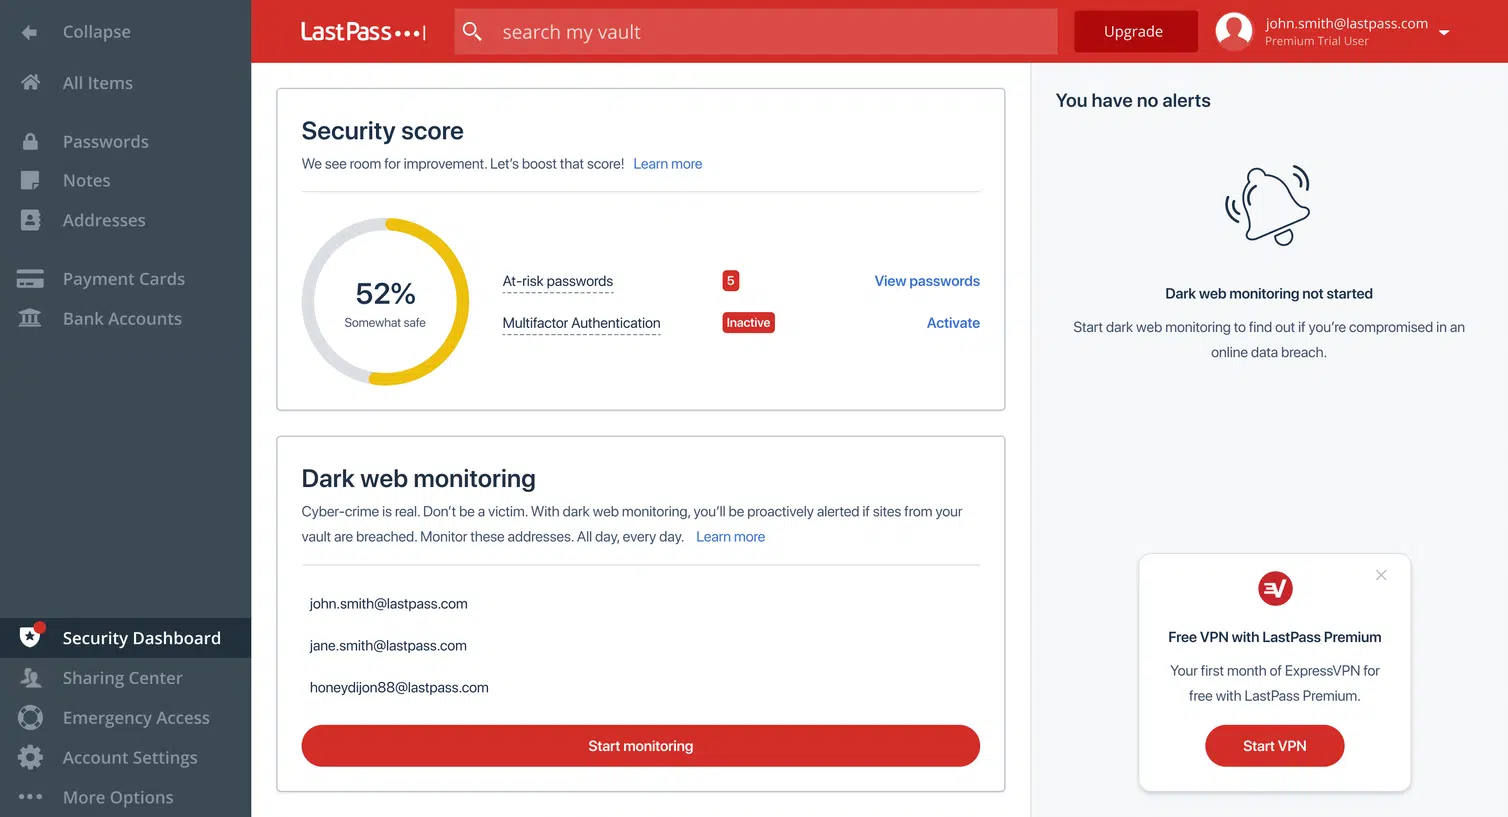 Collapse
All Items
Passwords
Notes
Addresses
Payment Cards
Bank Accounts
Security Dashboard
Sharing Center
Emergency Access
Account Settings
More Options
LastPass
search my vault
Upgrade
john.smith@lastpass.com
Premium Trial User
Security score
We see room for improvement. Let's boost that score! Learn more
52%
Somewhat safe
At-risk passwords 5 View passwords
Multifactor Authentication Inactive Activate
Dark web monitoring
Cyber-crime is real. Don't be a victim. With dark web monitoring, you'll be proactively alerted if sites from your
vault are breached. Monitor these addresses. All day, every day. Learn more
john.smith@lastpass.com
jane.smith@lastpass.com
honeydijon88@lastpass.com
Start monitoring
You have no alerts
Dark web monitoring not started
Start dark web monitoring to find out if you're compromised in an
online data breach.
Free VPN with LastPass Premium
Your first month of ExpressVPN for
free with LastPass Premium.
Start VPN